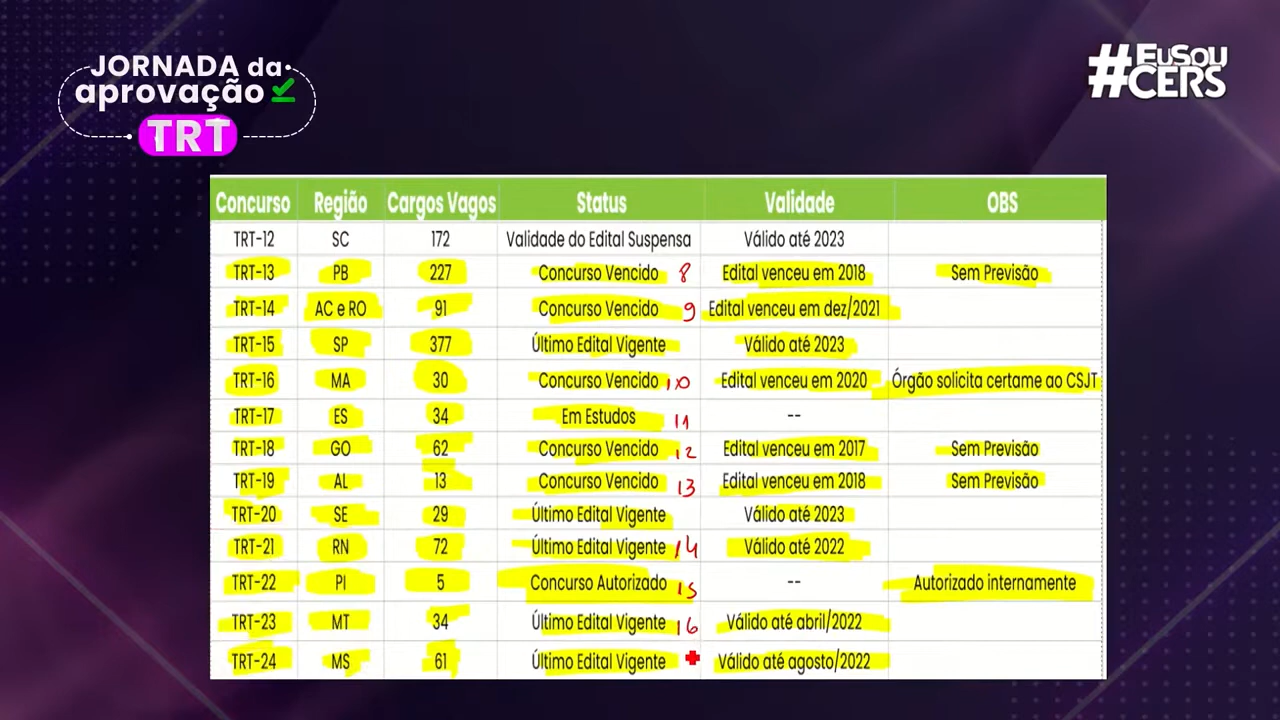 JORNADA da
aprovação
TRT
#EuSou
CERS
Concurso Região Cargos Vagos Status Validade OBS
TRT-12 SC 172 Validade do Edital Suspensa Válido até 2023
TRT-13 PB 227 Concurso Vencido 8 Edital venceu em 2018 Sem Previsão
TRT-14 AC e RO 91 Concurso Vencido 9 Edital venceu em dez/2021
TRT-15 SP 377 Último Edital Vigente Válido até 2023
TRT-16 MA 30 Concurso Vencido 10 Edital venceu em 2020 Órgão solicita certame ao CSJT
TRT-17 ES 34 Em Estudos 11 --
TRT-18 GO 62 Concurso Vencido 12 Edital venceu em 2017 Sem Previsão
TRT-19 AL 13 Concurso Vencido 13 Edital venceu em 2018 Sem Previsão
TRT-20 SE 29 Último Edital Vigente Válido até 2023
TRT-21 RN 72 Último Edital Vigente 14 Válido até 2022
TRT-22 PI 5 Concurso Autorizado 15 -- Autorizado internamente
TRT-23 MT 34 Último Edital Vigente 16 Válido até abril/2022
TRT-24 MS 61 Último Edital Vigente Válido até agosto/2022